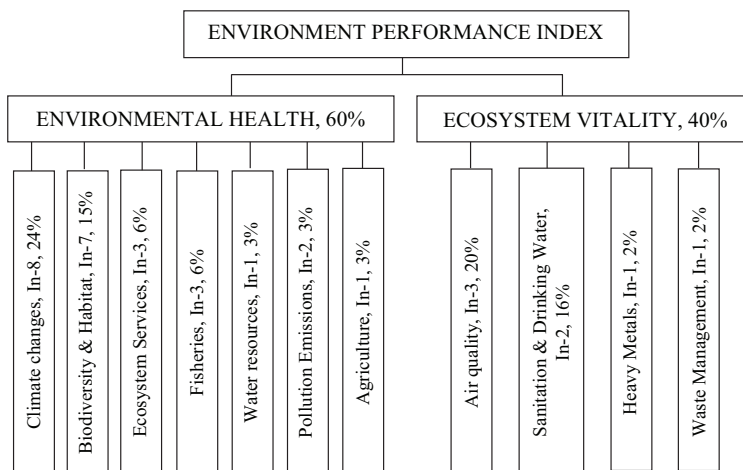 ENVIRONMENT PERFORMANCE INDEX
ENVIRONMENTAL HEALTH, 60%
ECOSYSTEM VITALITY, 40%
Climate changes, In-8, 24%
Biodiversity & Habitat, In-7, 15%
Ecosystem Services, In-3, 6%
Fisheries, In-3, 6%
Water resources, In-1, 3%
Pollution Emissions, In-2, 3%
Agriculture, In-1, 3%
Air quality, In-3, 20%
Sanitation & Drinking Water,
In-2, 16%
Heavy Metals, In-1, 2%
Waste Management, In-1, 2%